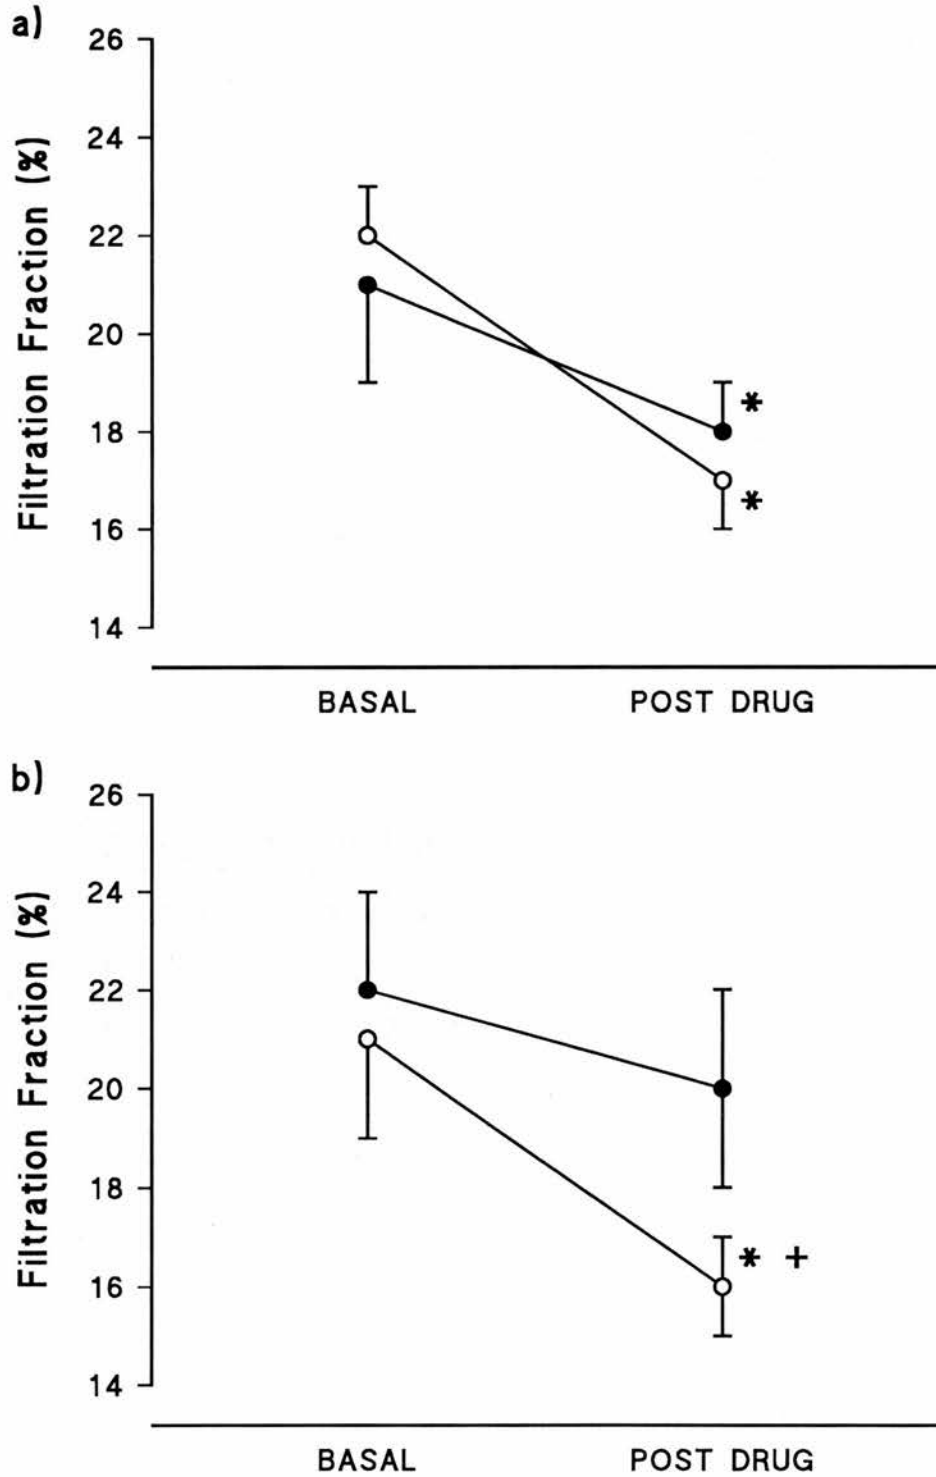 a)
Filtration Fraction (%)
26
24
22
20
18
16
14
*
*
BASAL POST DRUG
b)
Filtration Fraction (%)
26
24
22
20
18
16
14
* +
BASAL POST DRUG